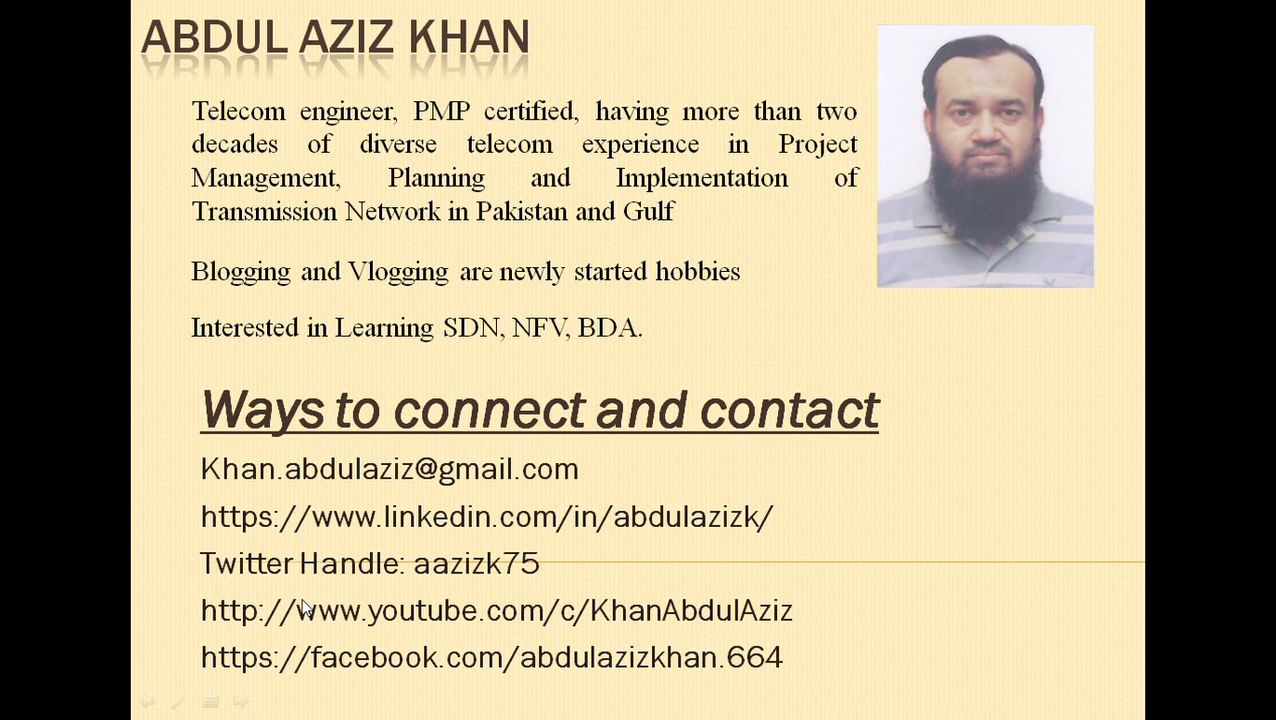 ABDUL AZIZ KHAN
Telecom engineer, PMP certified, having more than two
decades of diverse telecom experience in Project
Management, Planning and Implementation of
Transmission Network in Pakistan and Gulf
Blogging and Vlogging are newly started hobbies
Interested in Learning SDN, NFV, BDA.
Ways to connect and contact
Khan.abdulaziz@gmail.com
https://www.linkedin.com/in/abdulazizk/
Twitter Handle: aazizk75
http://www.youtube.com/c/KhanAbdulAziz
https://facebook.com/abdulazizkhan.664